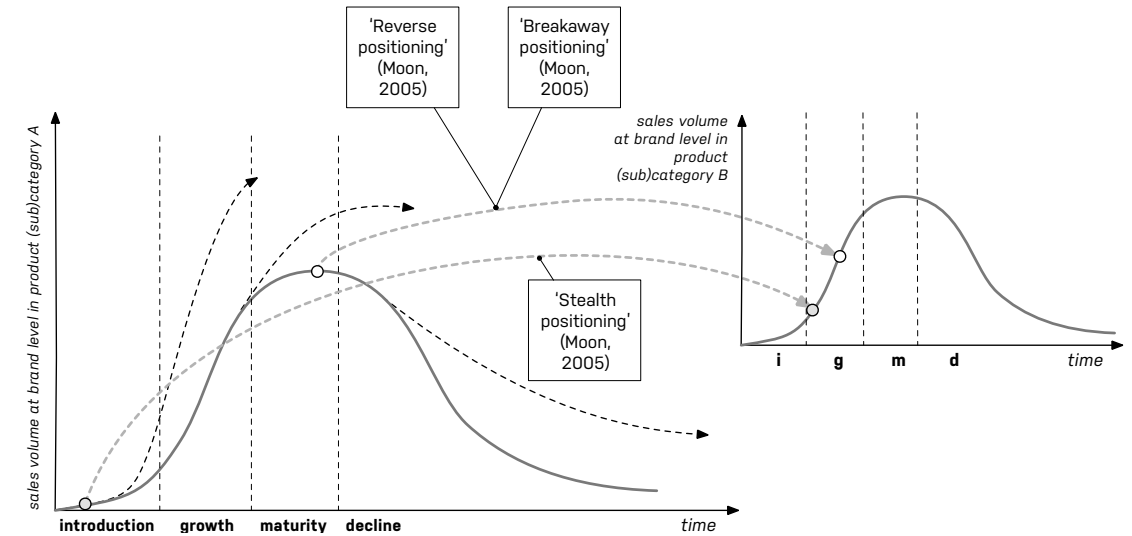 'Reverse
positioning'
(Moon,
2005)
'Breakaway
positioning'
(Moon,
2005)
sales volume
at brand level in
product
(sub)category B
sales volume at brand level in product (sub)category A
'Stealth
positioning'
(Moon,
2005)
i g m d time
introduction growth maturity decline time